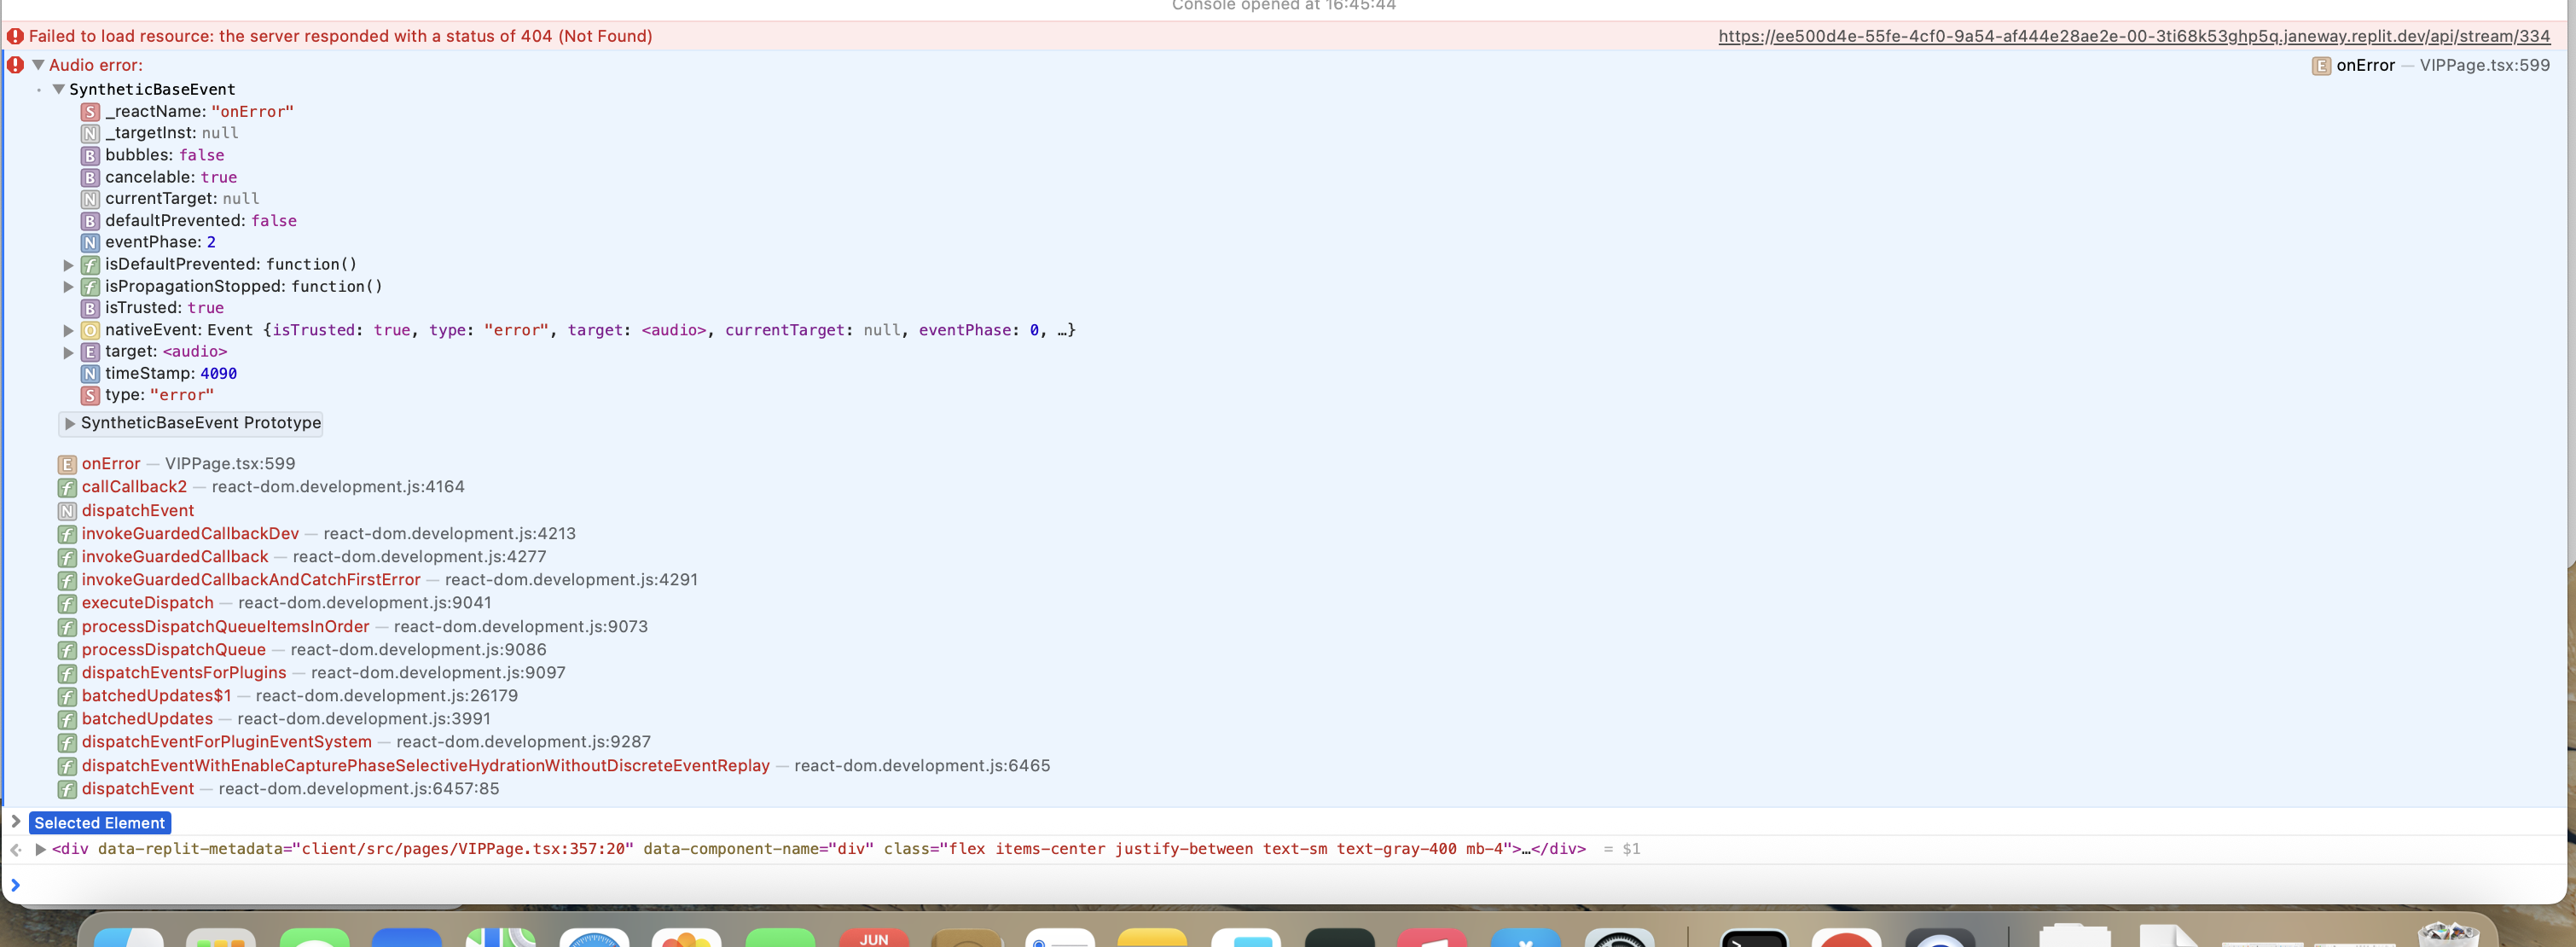 Console opened at 16:45:44
Failed to load resource: the server responded with a status of 404 (Not Found) https://ee500d4e-55fe-4cf0-9a54-af444e28ae2e-00-3ti68k53ghp5q.janeway.replit.dev/api/stream/334
Audio error: E onError — VIPPage.tsx:599
SyntheticBaseEvent
S _reactName: "onError"
N _targetInst: null
B bubbles: false
B cancelable: true
N currentTarget: null
B defaultPrevented: false
N eventPhase: 2
f isDefaultPrevented: function()
f isPropagationStopped: function()
B isTrusted: true
O nativeEvent: Event {isTrusted: true, type: "error", target: <audio>, currentTarget: null, eventPhase: 0, …}
E target: <audio>
N timeStamp: 4090
S type: "error"
SyntheticBaseEvent Prototype
E onError — VIPPage.tsx:599
f callCallback2 — react-dom.development.js:4164
N dispatchEvent
f invokeGuardedCallbackDev — react-dom.development.js:4213
f invokeGuardedCallback — react-dom.development.js:4277
f invokeGuardedCallbackAndCatchFirstError — react-dom.development.js:4291
f executeDispatch — react-dom.development.js:9041
f processDispatchQueueItemsInOrder — react-dom.development.js:9073
f processDispatchQueue — react-dom.development.js:9086
f dispatchEventsForPlugins — react-dom.development.js:9097
f batchedUpdates$1 — react-dom.development.js:26179
f batchedUpdates — react-dom.development.js:3991
f dispatchEventForPluginEventSystem — react-dom.development.js:9287
f dispatchEventWithEnableCapturePhaseSelectiveHydrationWithoutDiscreteEventReplay — react-dom.development.js:6465
f dispatchEvent — react-dom.development.js:6457:85
Selected Element
<div data-replit-metadata="client/src/pages/VIPPage.tsx:357:20" data-component-name="div" class="flex items-center justify-between text-sm text-gray-400 mb-4">…</div> = $1
JUN